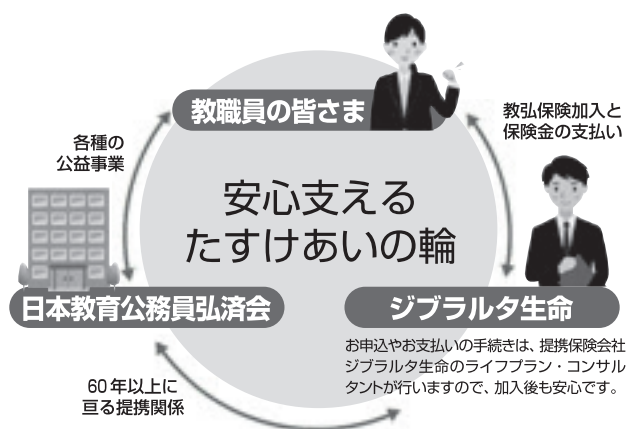 教職員の皆さま
教弘保険加入と
保険金の支払い
各種の
公益事業
安心支える
たすけあいの輪
日本教育公務員弘済会
ジブラルタ生命
お申込やお支払いの手続きは、提携保険会社
ジブラルタ生命のライフプラン・コンサル
タントが行いますので、加入後も安心です。
60年以上に
亘る提携関係